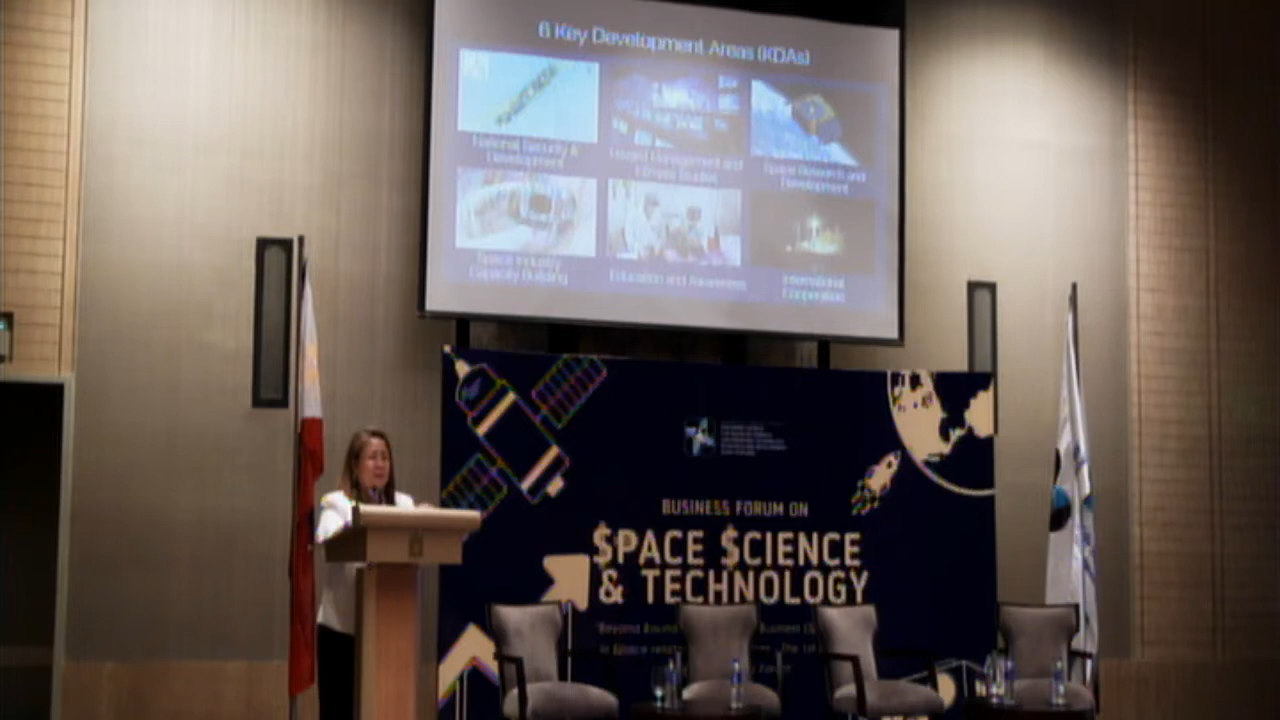 6 Key Development Areas (KDAs)
National Security &
Development
Hazard Management and
Climate Studies
Space Research and
Development
Space Industry
Capacity Building
Education and Awareness
International
Cooperation
BUSINESS FORUM ON
$PACE $CIENCE
& TECHNOLOGY